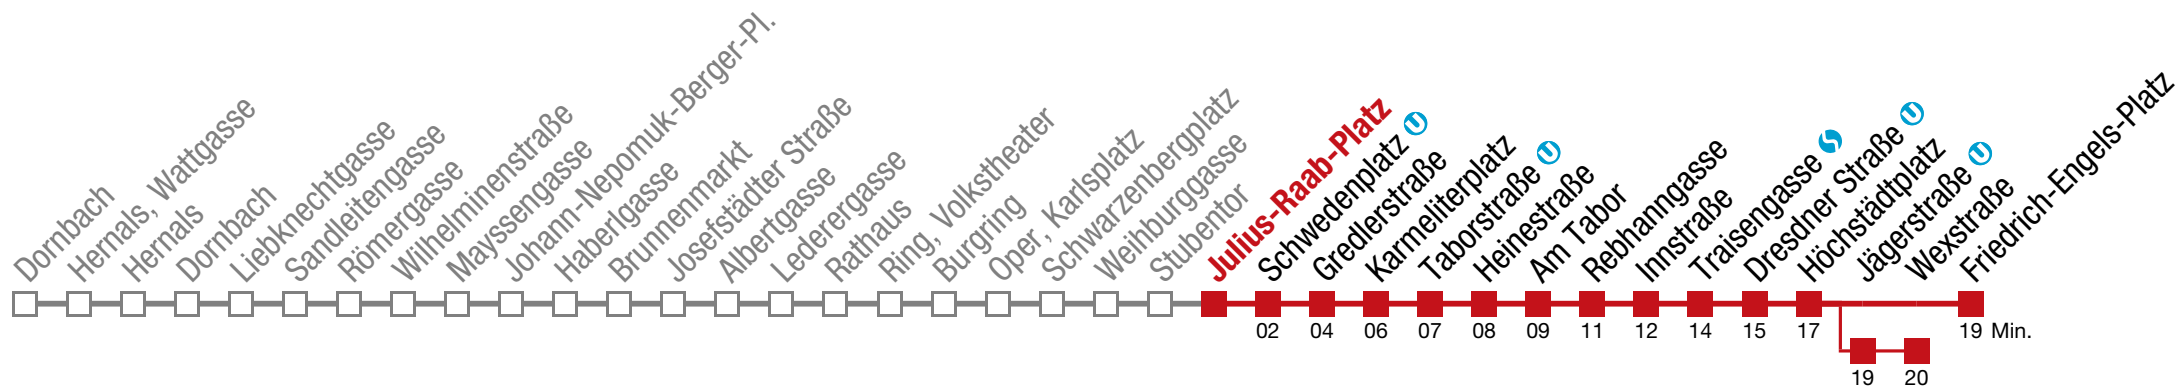 Dornbach
Hernals, Wattgasse
Hernals
Dornbach
Liebknechtgasse
Sandleitengasse
Römergasse
Wilhelminenstraße
Mayssengasse
Johann-Nepomuk-Berger-Pl.
Haberlgasse
Brunnenmarkt
Josefstädter Straße
Albertgasse
Lederergasse
Rathaus
Ring, Volkstheater
Burgring
Oper, Karlsplatz
Schwarzenbergplatz
Weihburggasse
Stubentor
Julius-Raab-Platz
Schwedenplatz U
Gredlerstraße
Karmeliterplatz
Taborstraße U
Heinestraße
Am Tabor
Rebhanngasse
Innstraße
Traisengasse S
Dresdner Straße U
Höchstädtplatz
Jägerstraße U
Wexstraße
Friedrich-Engels-Platz
02 04 06 07 08 09 11 12 14 15 17 19 Min.
19 20